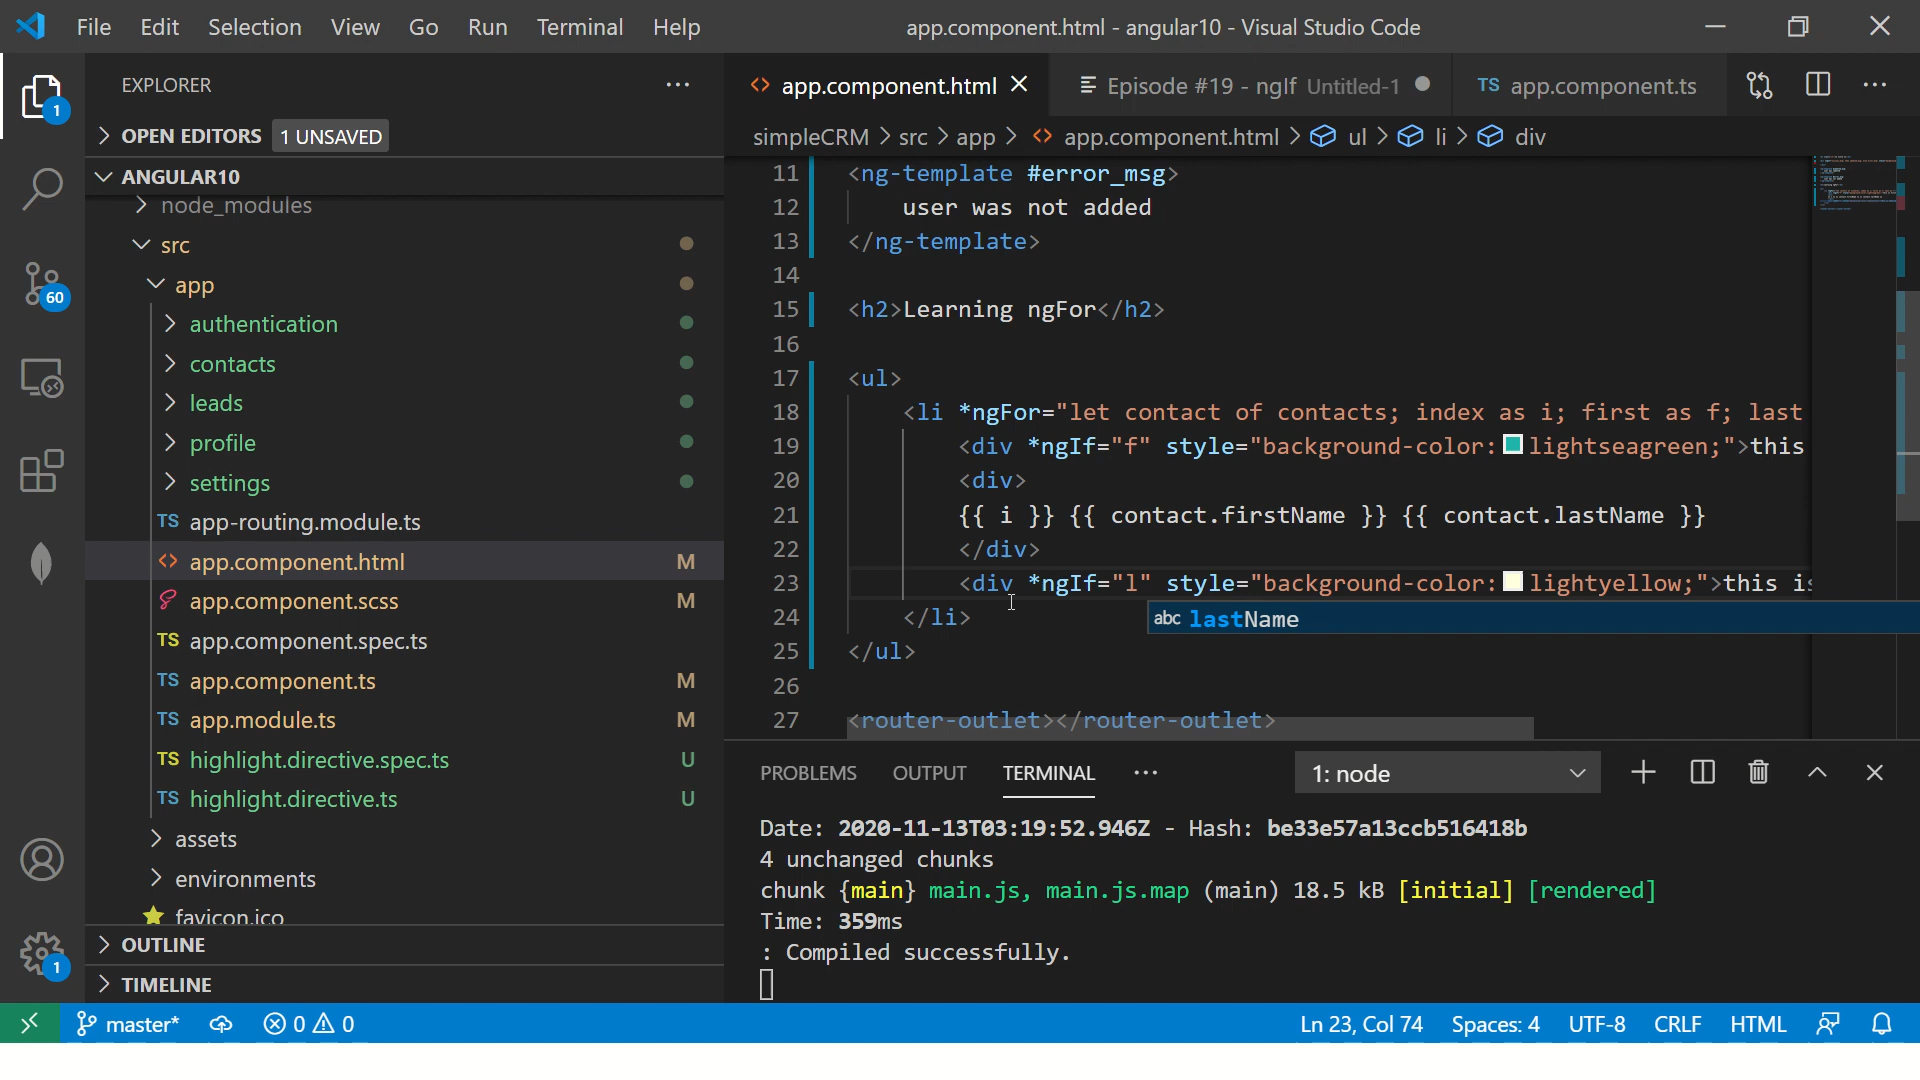 File Edit Selection View Go Run Terminal Help
app.component.html - angular10 - Visual Studio Code
EXPLORER
OPEN EDITORS 1 UNSAVED
ANGULAR10
node_modules
src
app
authentication
contacts
leads
profile
settings
TS app-routing.module.ts
<> app.component.html M
app.component.scss M
TS app.component.spec.ts
TS app.component.ts M
TS app.module.ts M
TS highlight.directive.spec.ts U
TS highlight.directive.ts U
assets
environments
favicon.ico
OUTLINE
TIMELINE
1
60
1
<> app.component.html
Episode #19 - ngIf Untitled-1
TS app.component.ts
simpleCRM > src > app > <> app.component.html > ul > li > div
11 <ng-template #error_msg>
12 user was not added
13 </ng-template>
14
15 <h2>Learning ngFor</h2>
16
17 <ul>
18 <li *ngFor="let contact of contacts; index as i; first as f; last
19 <div *ngIf="f" style="background-color:lightseagreen;">this
20 <div>
21 {{ i }} {{ contact.firstName }} {{ contact.lastName }}
22 </div>
23 <div *ngIf="l" style="background-color:lightyellow;">this is
24 </li>
abc lastName
25 </ul>
26
27 <router-outlet></router-outlet>
PROBLEMS OUTPUT TERMINAL ··· 1: node
Date: 2020-11-13T03:19:52.946Z - Hash: be33e57a13ccb516418b
4 unchanged chunks
chunk {main} main.js, main.js.map (main) 18.5 kB [initial] [rendered]
Time: 359ms
: Compiled successfully.
master* 0 0 Ln 23, Col 74 Spaces: 4 UTF-8 CRLF HTML